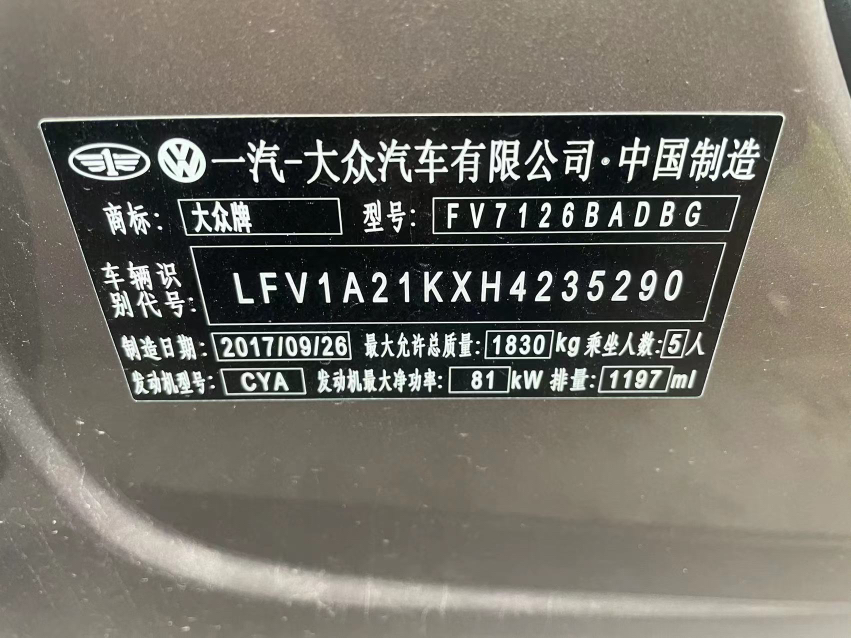 一汽-大众汽车有限公司·中国制造
商标: 大众牌 型号: FV7126BADBG
车辆识别代号: LFV1A21KXH4235290
制造日期: 2017/09/26 最大允许总质量: 1830 kg 乘坐人数: 5 人
发动机型号: CYA 发动机最大净功率: 81 kW 排量: 1197 ml